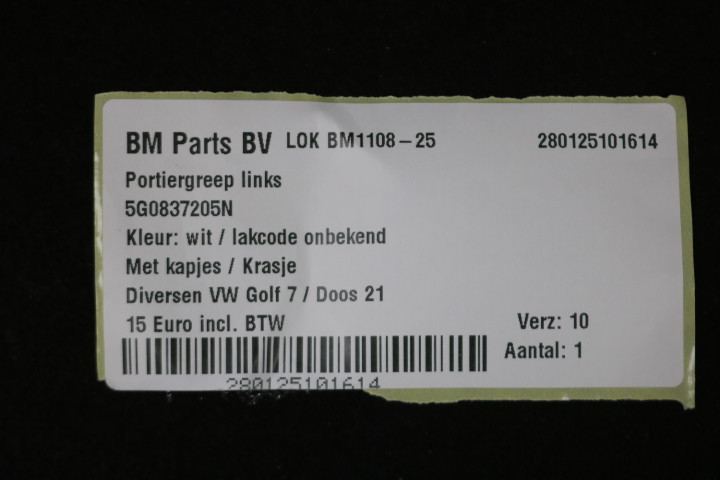 BM Parts BV LOK BM1108-25 280125101614
Portiergreep links
5G0837205N
Kleur: wit / lakcode onbekend
Met kapjes / Krasje
Diversen VW Golf 7 / Doos 21
15 Euro incl. BTW Verz: 10
Aantal: 1
280125101614